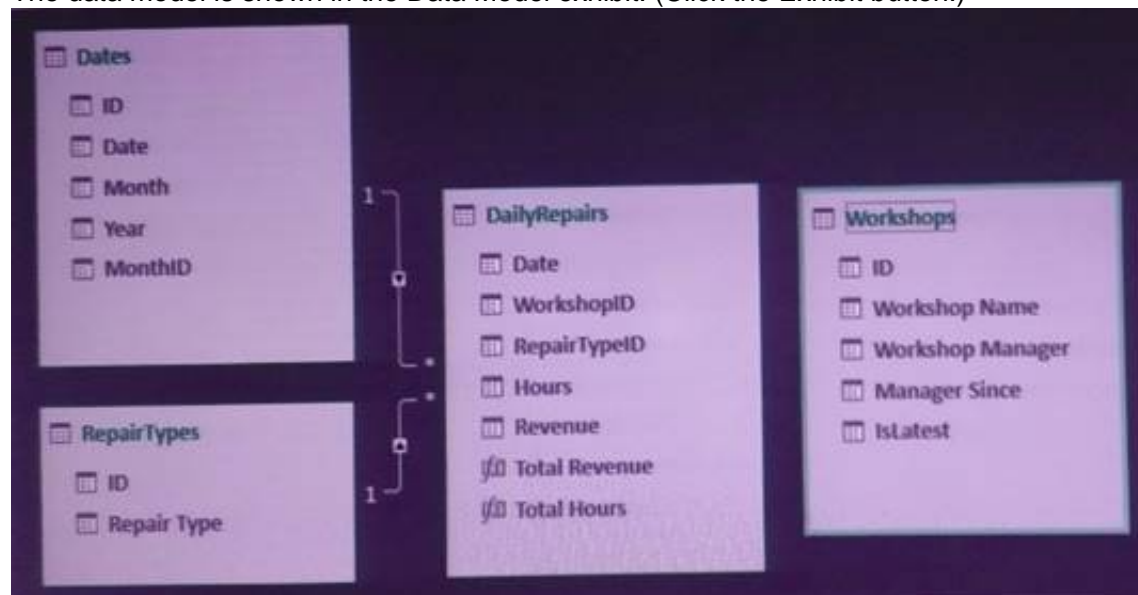 The data model is shown in the Data Model exhibit. (Click the Exhibit button.)
Dates
ID
Date
Month
Year
MonthID
RepairTypes
ID
Repair Type
1
*
*
1
DailyRepairs
Date
WorkshopID
RepairTypeID
Hours
Revenue
Total Revenue
Total Hours
Workshops
ID
Workshop Name
Workshop Manager
Manager Since
IsLatest